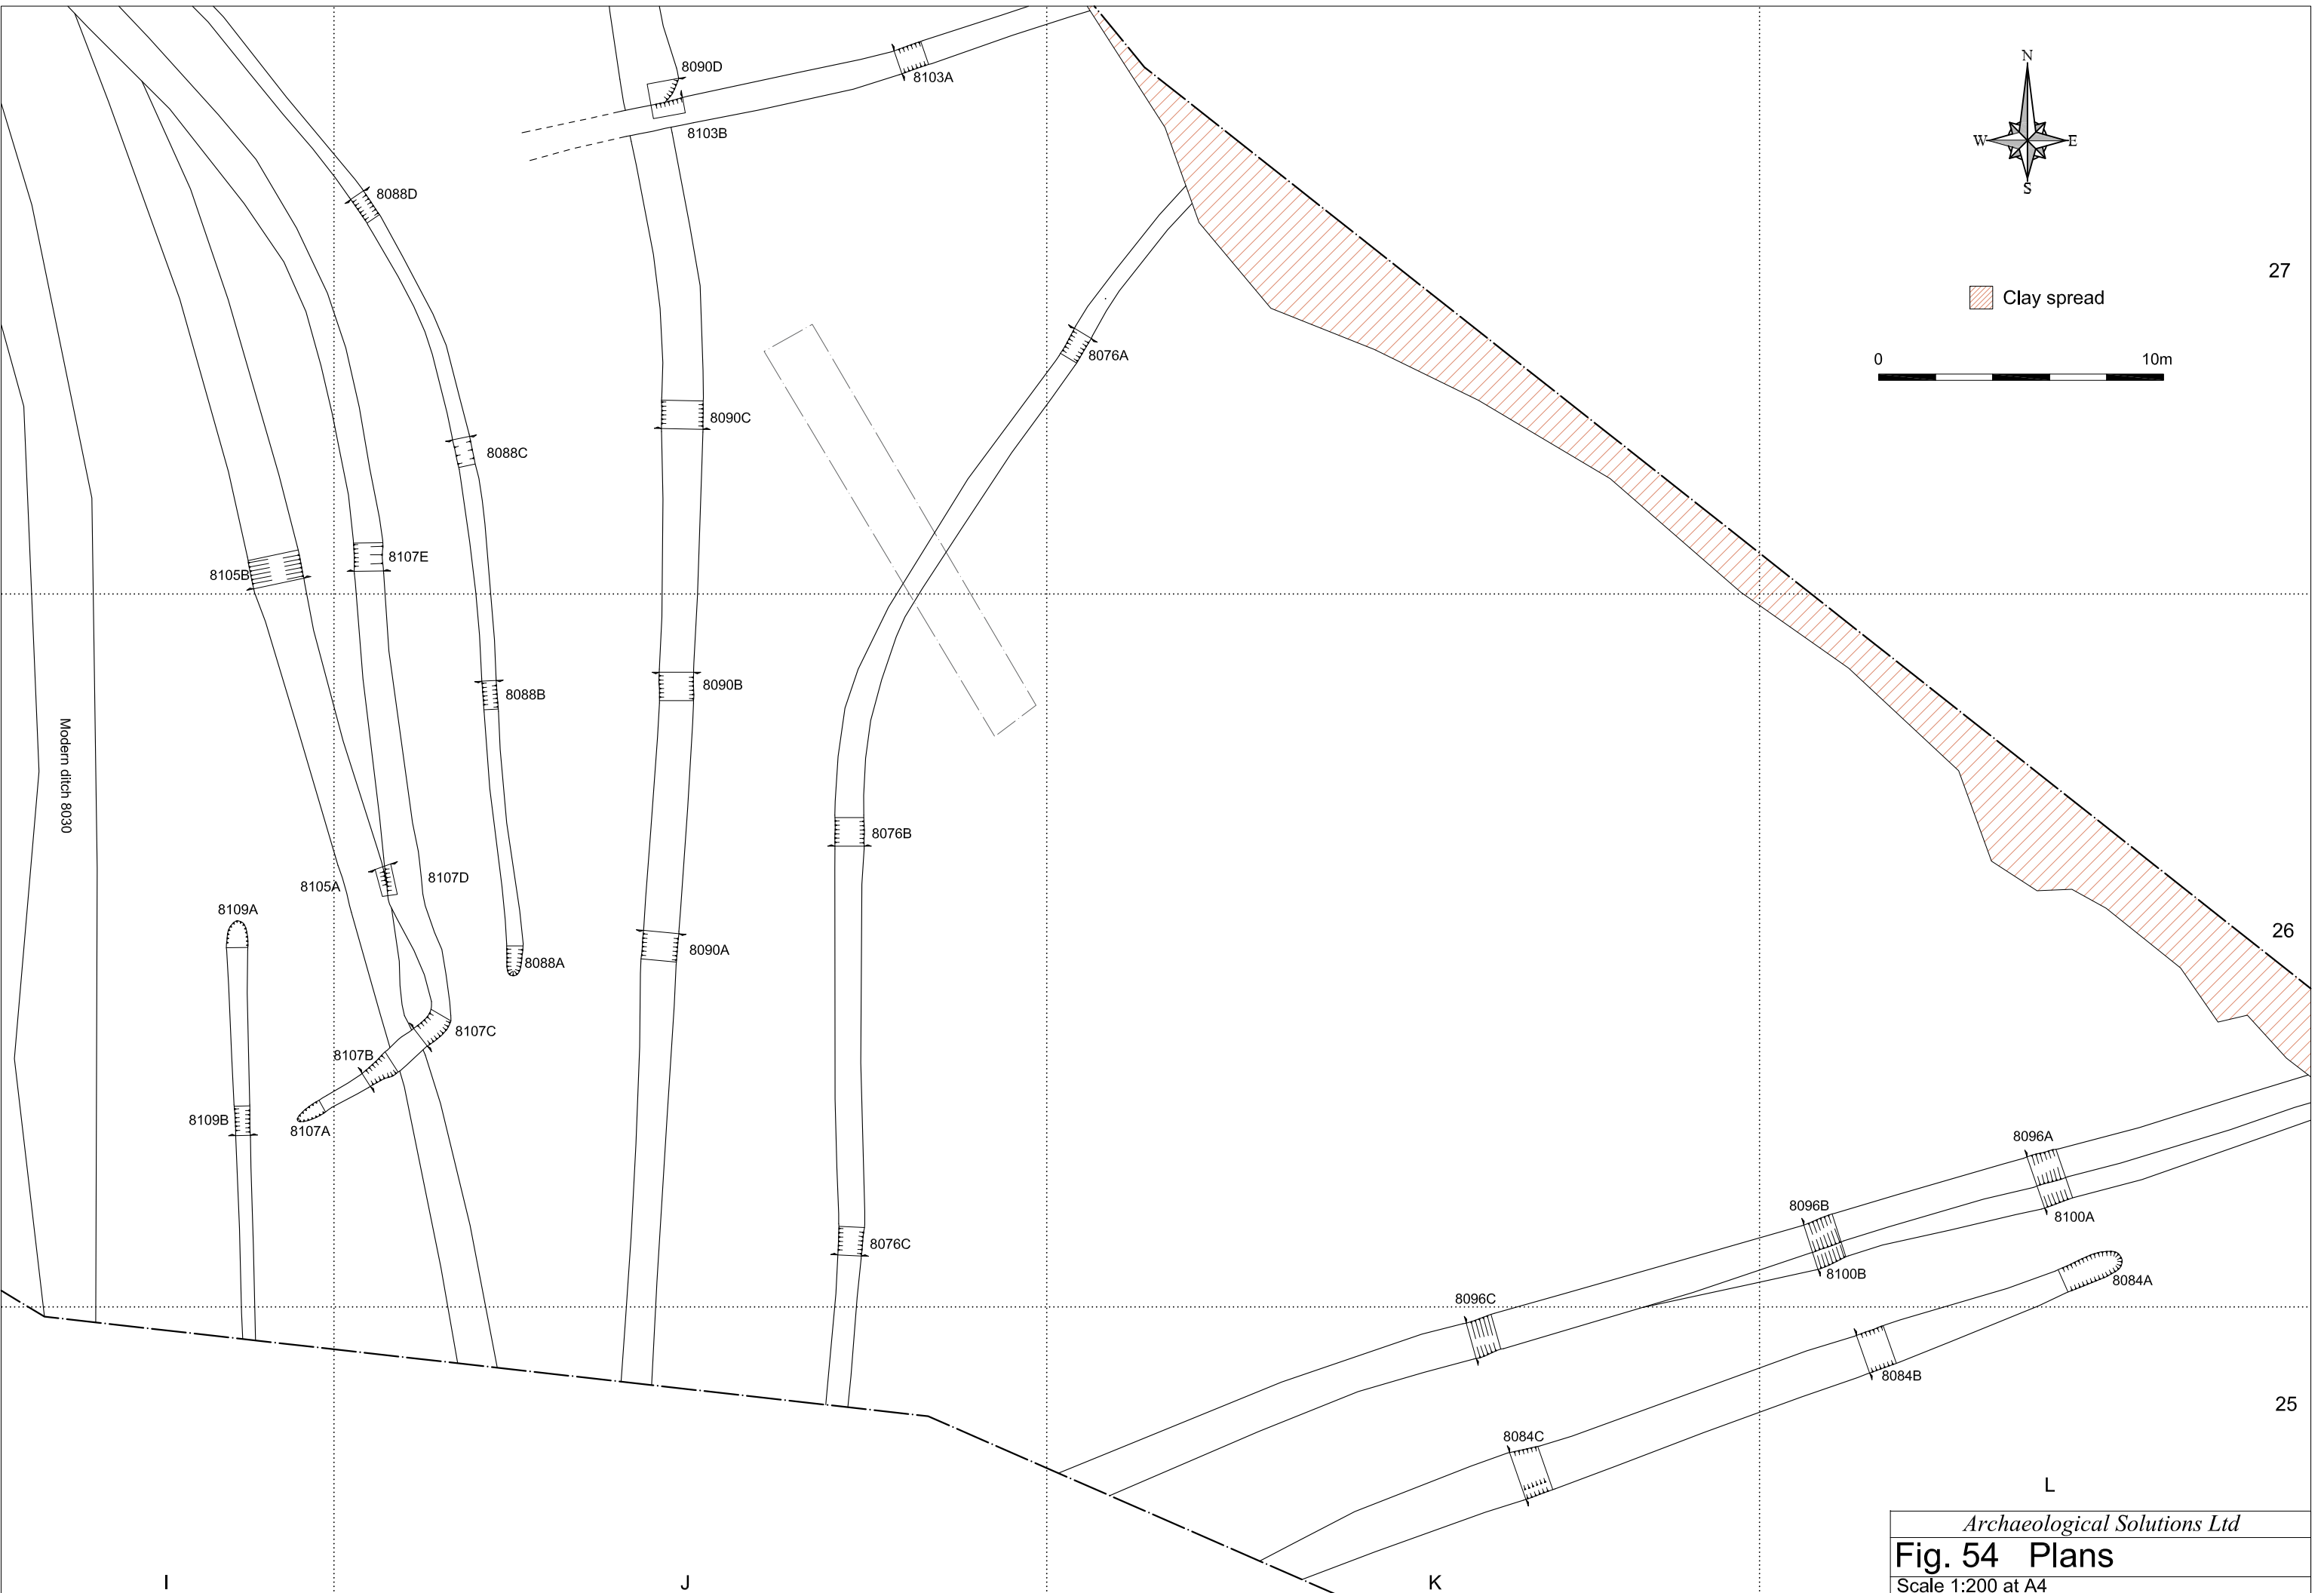 8090D
8103A
8103B
N
W
E
S
8088D
27
Clay spread
0
10m
8076A
8090C
8088C
8107E
8105B
8088B
8090B
Modern ditch 8030
8076B
8105A
8107D
8109A
8090A
8088A
8107C
8107B
8109B
8107A
26
8096A
8100A
8096B
8100B
8076C
8084A
8096C
8084B
25
8084C
L
Archaeological Solutions Ltd
Fig. 54 Plans
Scale 1:200 at A4
I
J
K